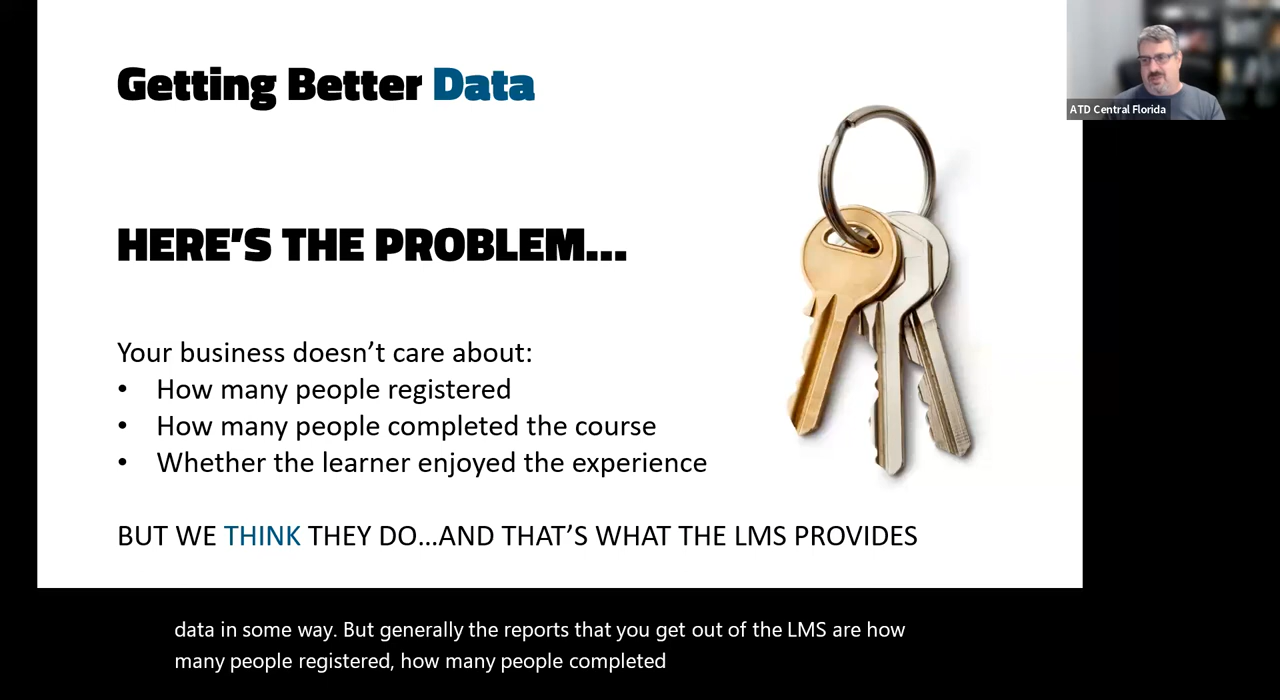 Getting Better Data
ATD Central Florida
HERE’S THE PROBLEM…
Your business doesn’t care about:
• How many people registered
• How many people completed the course
• Whether the learner enjoyed the experience
BUT WE THINK THEY DO…AND THAT’S WHAT THE LMS PROVIDES
data in some way. But generally the reports that you get out of the LMS are how
many people registered, how many people completed